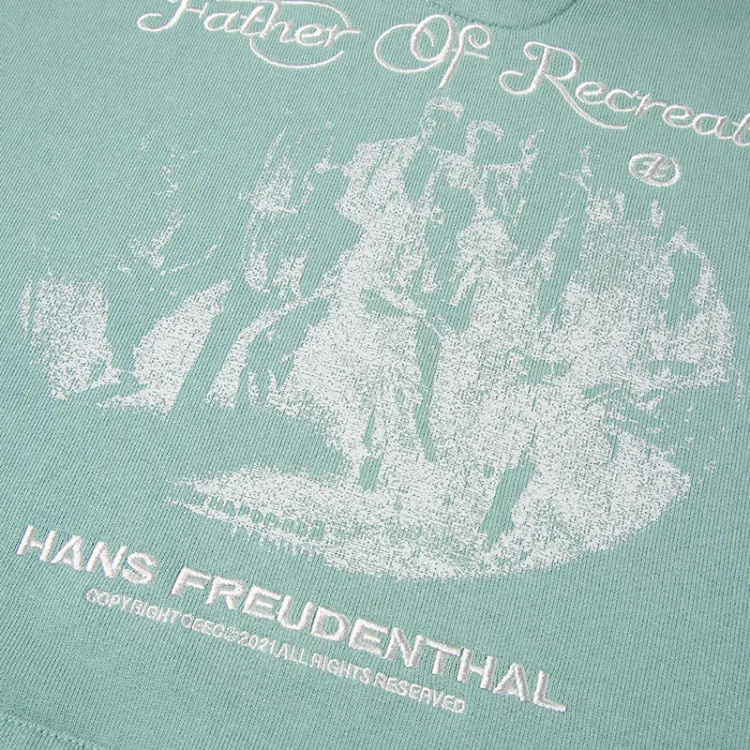 Father Of Recreat
HANS FREUDENTHAL
COPYRIGHT CEEC©2021 ALL RIGHTS RESERVED